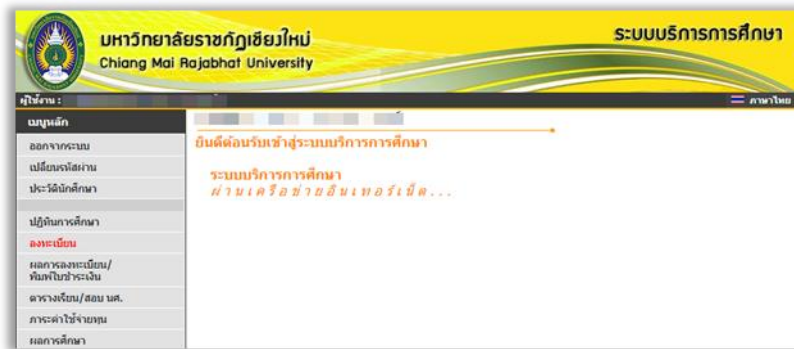 มหาวิทยาลัยราชภัฏเชียงใหม่
Chiang Mai Rajabhat University
ระบบบริการการศึกษา
ผู้ใช้งาน :
ภาษาไทย
เมนูหลัก
ออกจากระบบ
เปลี่ยนรหัสผ่าน
ประวัตินักศึกษา
ปฏิทินการศึกษา
ลงทะเบียน
ผลการลงทะเบียน/
พิมพ์ใบชำระเงิน
ตารางเรียน/สอบ นศ.
ภาระค่าใช้จ่ายทุน
ผลการศึกษา
ยินดีต้อนรับเข้าสู่ระบบบริการการศึกษา
ระบบบริการการศึกษา
ผ่านเครือข่ายอินเทอร์เน็ต...